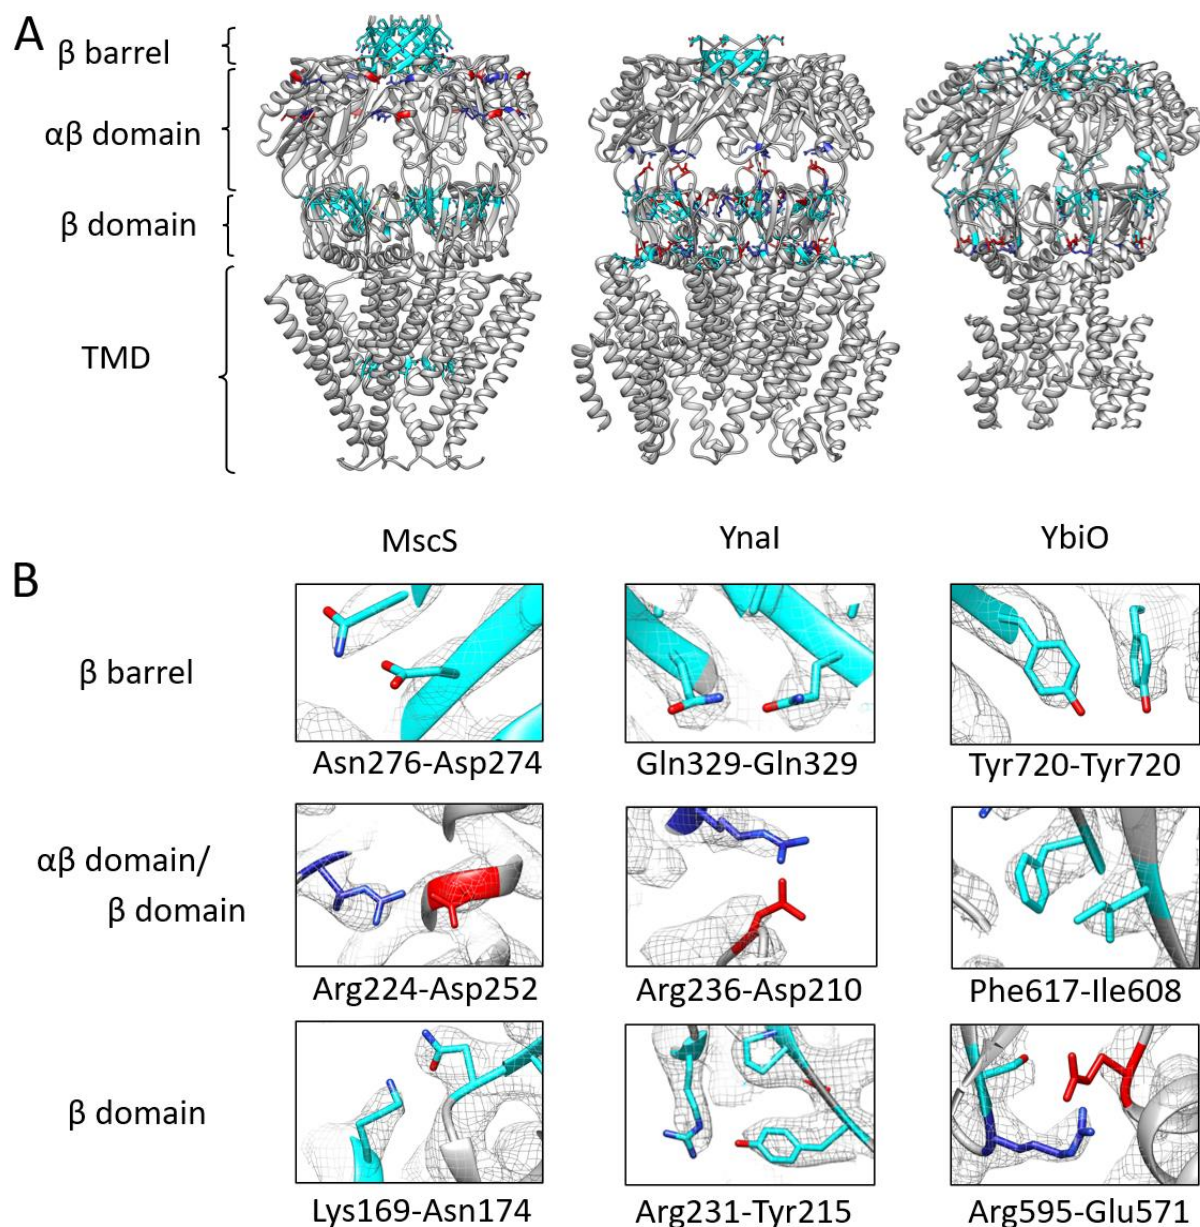 A
β barrel
αβ domain
β domain
TMD
MscS
YnaI
YbiO
B
β barrel
Asn276-Asp274
Gln329-Gln329
Tyr720-Tyr720
αβ domain/
β domain
Arg224-Asp252
Arg236-Asp210
Phe617-Ile608
β domain
Lys169-Asn174
Arg231-Tyr215
Arg595-Glu571